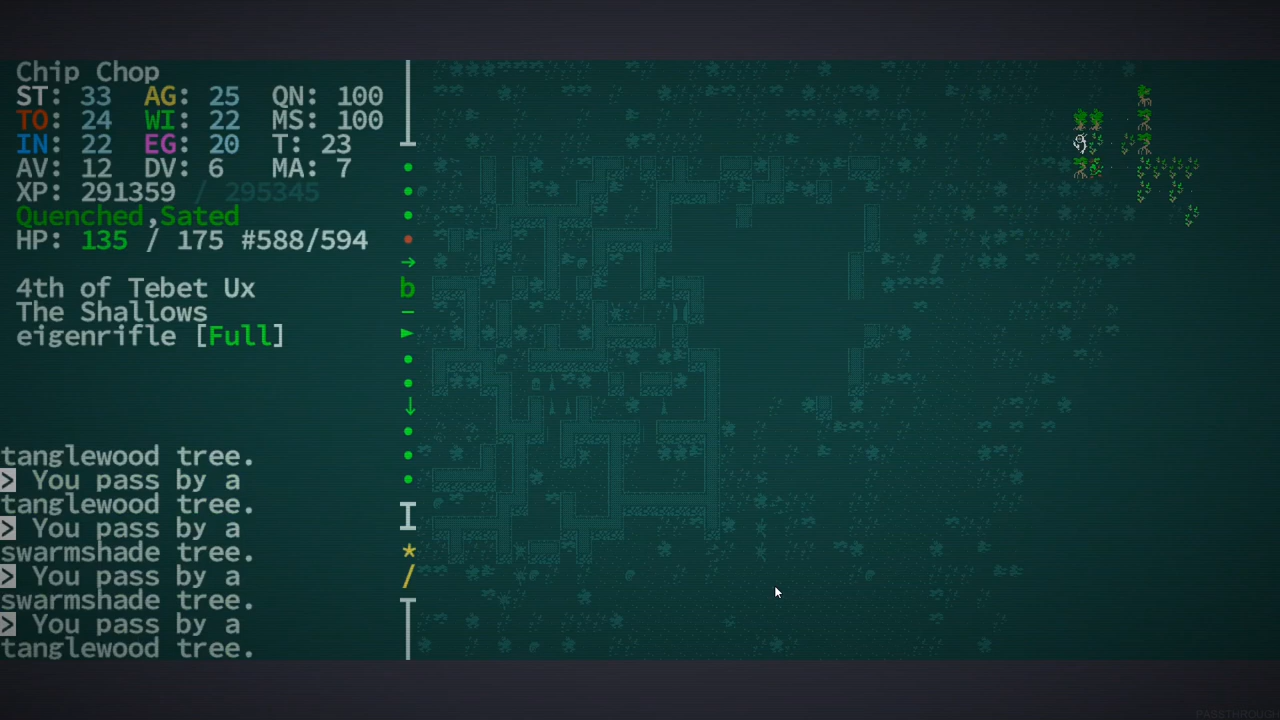 Chip Chop
ST: 33 AG: 25 QN: 100
TO: 24 WI: 22 MS: 100
IN: 22 EG: 20 T: 23
AV: 12 DV: 6 MA: 7
XP: 291359 / 295345
Quenched,Sated
HP: 135 / 175 #588/594
4th of Tebet Ux
The Shallows
eigenrifle [Full]
b
tanglewood tree.
> You pass by a
tanglewood tree.
> You pass by a
swarmshade tree.
> You pass by a
swarmshade tree.
> You pass by a
tanglewood tree.